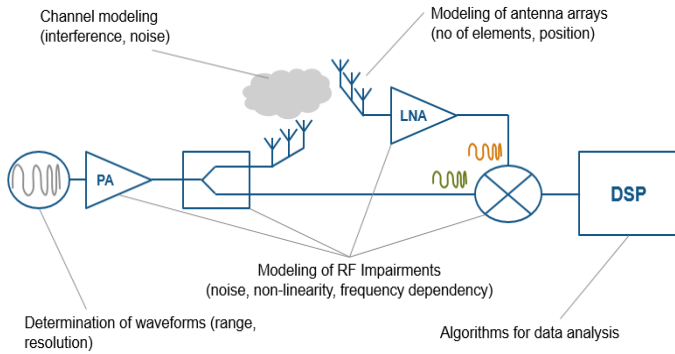 Channel modeling
(interference, noise)
Modeling of antenna arrays
(no of elements, position)
LNA
PA
DSP
Modeling of RF Impairments
(noise, non-linearity, frequency dependency)
Determination of waveforms (range,
resolution)
Algorithms for data analysis